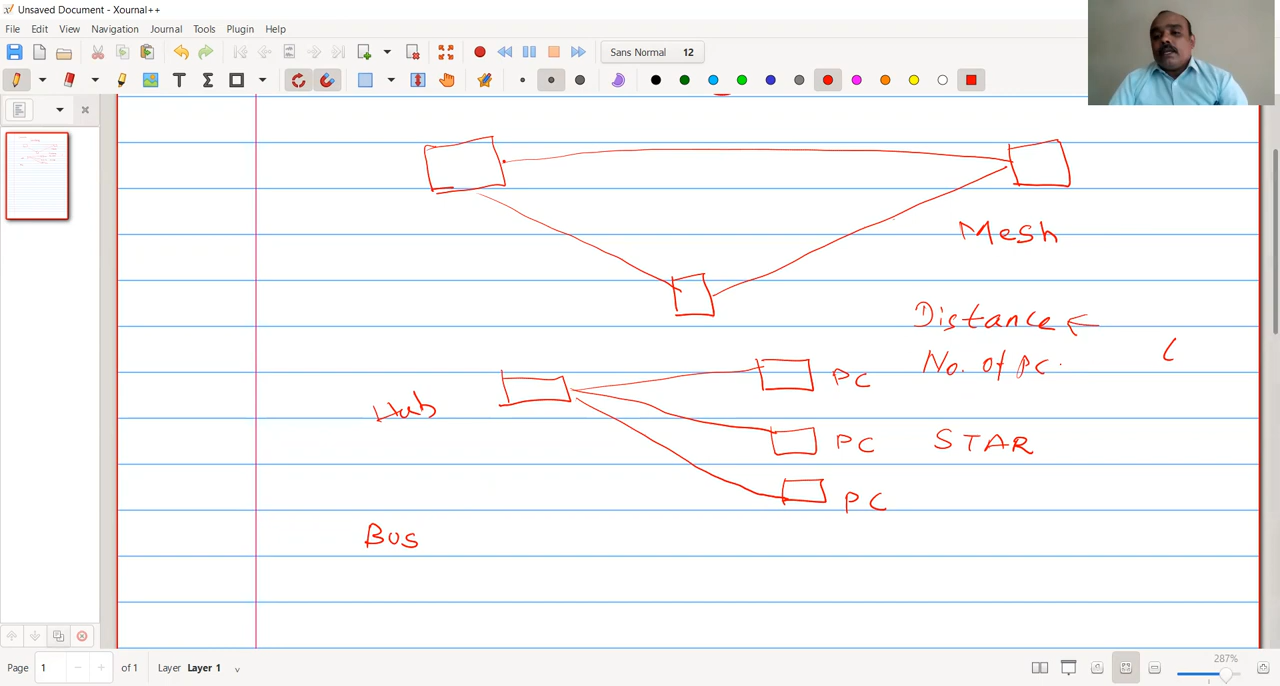 Unsaved Document - Xournal++
File Edit View Navigation Journal Tools Plugin Help
Sans Normal 12
Mesh
Distance ←
No. of PC.
(
Hub
PC
PC
STAR
PC
BUS
Page 1 of 1 Layer Layer 1
287%